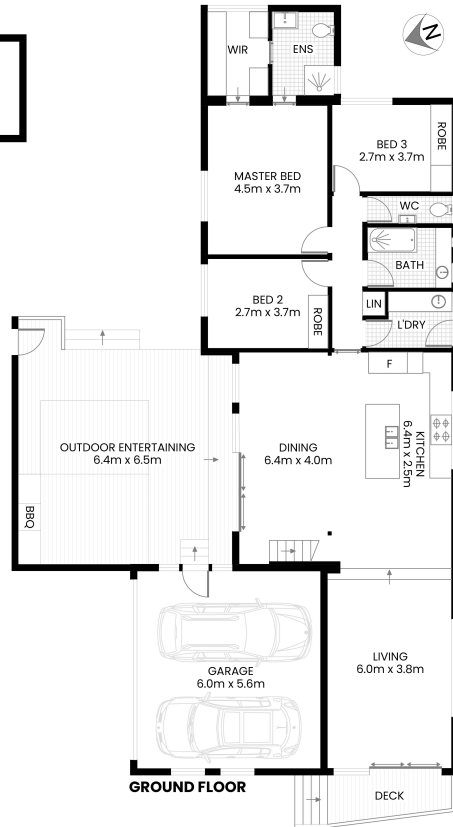 N
WIR
ENS
BED 3
2.7m x 3.7m
ROBE
MASTER BED
4.5m x 3.7m
WC
BATH
BED 2
2.7m x 3.7m
ROBE
LIN
L'DRY
F
OUTDOOR ENTERTAINING
6.4m x 6.5m
DINING
6.4m x 4.0m
KITCHEN
6.4m x 2.5m
BBQ
LIVING
6.0m x 3.8m
GARAGE
6.0m x 5.6m
GROUND FLOOR
DECK